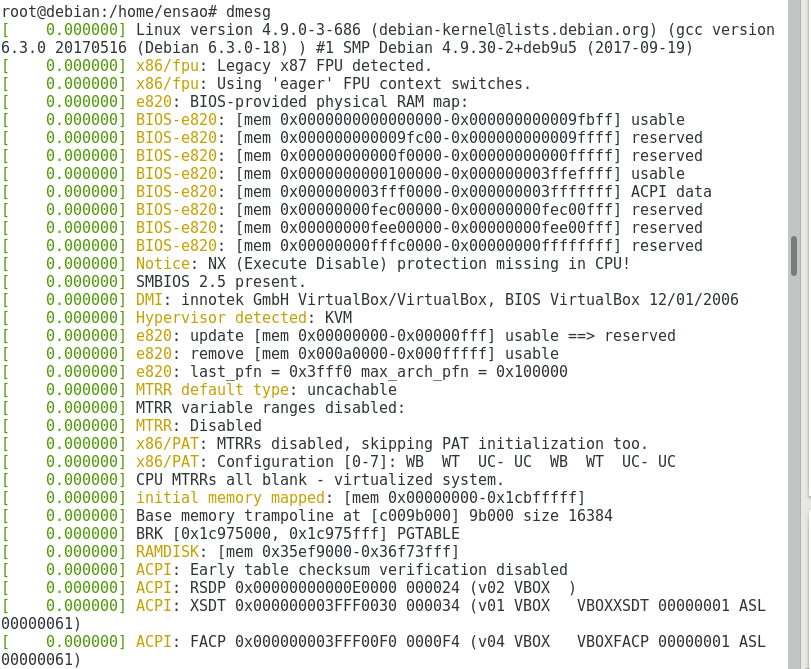 root@debian:/home/ensao# dmesg
[    0.000000] Linux version 4.9.0-3-686 (debian-kernel@lists.debian.org) (gcc version
6.3.0 20170516 (Debian 6.3.0-18) ) #1 SMP Debian 4.9.30-2+deb9u5 (2017-09-19)
[    0.000000] x86/fpu: Legacy x87 FPU detected.
[    0.000000] x86/fpu: Using 'eager' FPU context switches.
[    0.000000] e820: BIOS-provided physical RAM map:
[    0.000000] BIOS-e820: [mem 0x0000000000000000-0x000000000009fbff] usable
[    0.000000] BIOS-e820: [mem 0x000000000009fc00-0x000000000009ffff] reserved
[    0.000000] BIOS-e820: [mem 0x00000000000f0000-0x00000000000fffff] reserved
[    0.000000] BIOS-e820: [mem 0x0000000000100000-0x000000003ffeffff] usable
[    0.000000] BIOS-e820: [mem 0x000000003fff0000-0x000000003fffffff] ACPI data
[    0.000000] BIOS-e820: [mem 0x00000000fec00000-0x00000000fec00fff] reserved
[    0.000000] BIOS-e820: [mem 0x00000000fee00000-0x00000000fee00fff] reserved
[    0.000000] BIOS-e820: [mem 0x00000000fffc0000-0x00000000ffffffff] reserved
[    0.000000] Notice: NX (Execute Disable) protection missing in CPU!
[    0.000000] SMBIOS 2.5 present.
[    0.000000] DMI: innotek GmbH VirtualBox/VirtualBox, BIOS VirtualBox 12/01/2006
[    0.000000] Hypervisor detected: KVM
[    0.000000] e820: update [mem 0x00000000-0x00000fff] usable ==> reserved
[    0.000000] e820: remove [mem 0x000a0000-0x000fffff] usable
[    0.000000] e820: last_pfn = 0x3fff0 max_arch_pfn = 0x100000
[    0.000000] MTRR default type: uncachable
[    0.000000] MTRR variable ranges disabled:
[    0.000000] MTRR: Disabled
[    0.000000] x86/PAT: MTRRs disabled, skipping PAT initialization too.
[    0.000000] x86/PAT: Configuration [0-7]: WB  WT  UC- UC  WB  WT  UC- UC
[    0.000000] CPU MTRRs all blank - virtualized system.
[    0.000000] initial memory mapped: [mem 0x00000000-0x1cbfffff]
[    0.000000] Base memory trampoline at [c009b000] 9b000 size 16384
[    0.000000] BRK [0x1c975000, 0x1c975fff] PGTABLE
[    0.000000] RAMDISK: [mem 0x35ef9000-0x36f73fff]
[    0.000000] ACPI: Early table checksum verification disabled
[    0.000000] ACPI: RSDP 0x00000000000E0000 000024 (v02 VBOX  )
[    0.000000] ACPI: XSDT 0x000000003FFF0030 000034 (v01 VBOX   VBOXXSDT 00000001 ASL
00000061)
[    0.000000] ACPI: FACP 0x000000003FFF00F0 0000F4 (v04 VBOX   VBOXFACP 00000001 ASL
00000061)